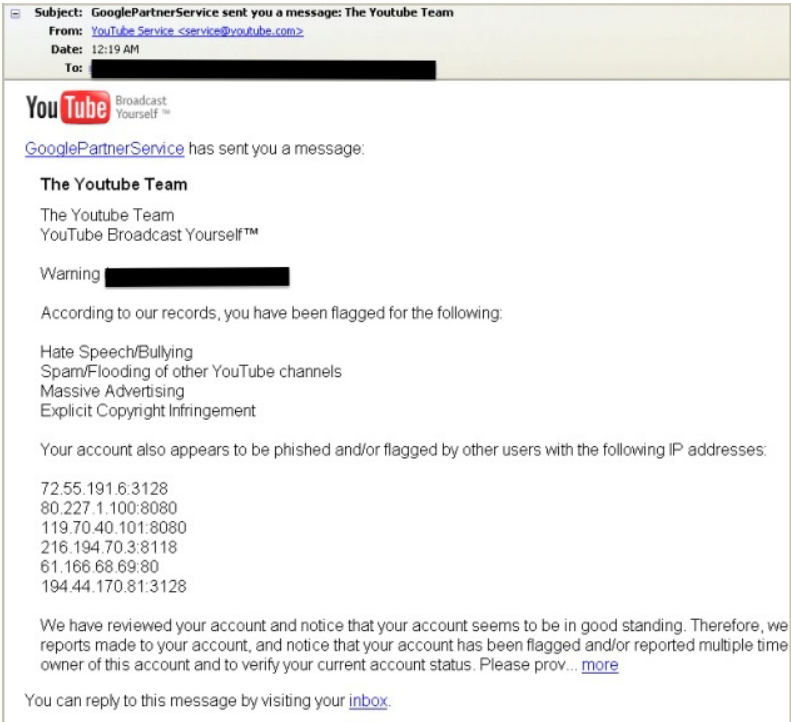 Subject: GooglePartnerService sent you a message: The Youtube Team
From: YouTube Service <service@youtube.com>
Date: 12:19 AM
To:
YouTube Broadcast
Yourself ™
GooglePartnerService has sent you a message:
The Youtube Team
The Youtube Team
YouTube Broadcast Yourself™
Warning
According to our records, you have been flagged for the following:
Hate Speech/Bullying
Spam/Flooding of other YouTube channels
Massive Advertising
Explicit Copyright Infringement
Your account also appears to be phished and/or flagged by other users with the following IP addresses:
72.55.191.6:3128
80.227.1.100:8080
119.70.40.101:8080
216.194.70.3:8118
61.166.68.69:80
194.44.170.81:3128
We have reviewed your account and notice that your account seems to be in good standing. Therefore, we
reports made to your account, and notice that your account has been flagged and/or reported multiple time
owner of this account and to verify your current account status. Please prov... more
You can reply to this message by visiting your inbox.